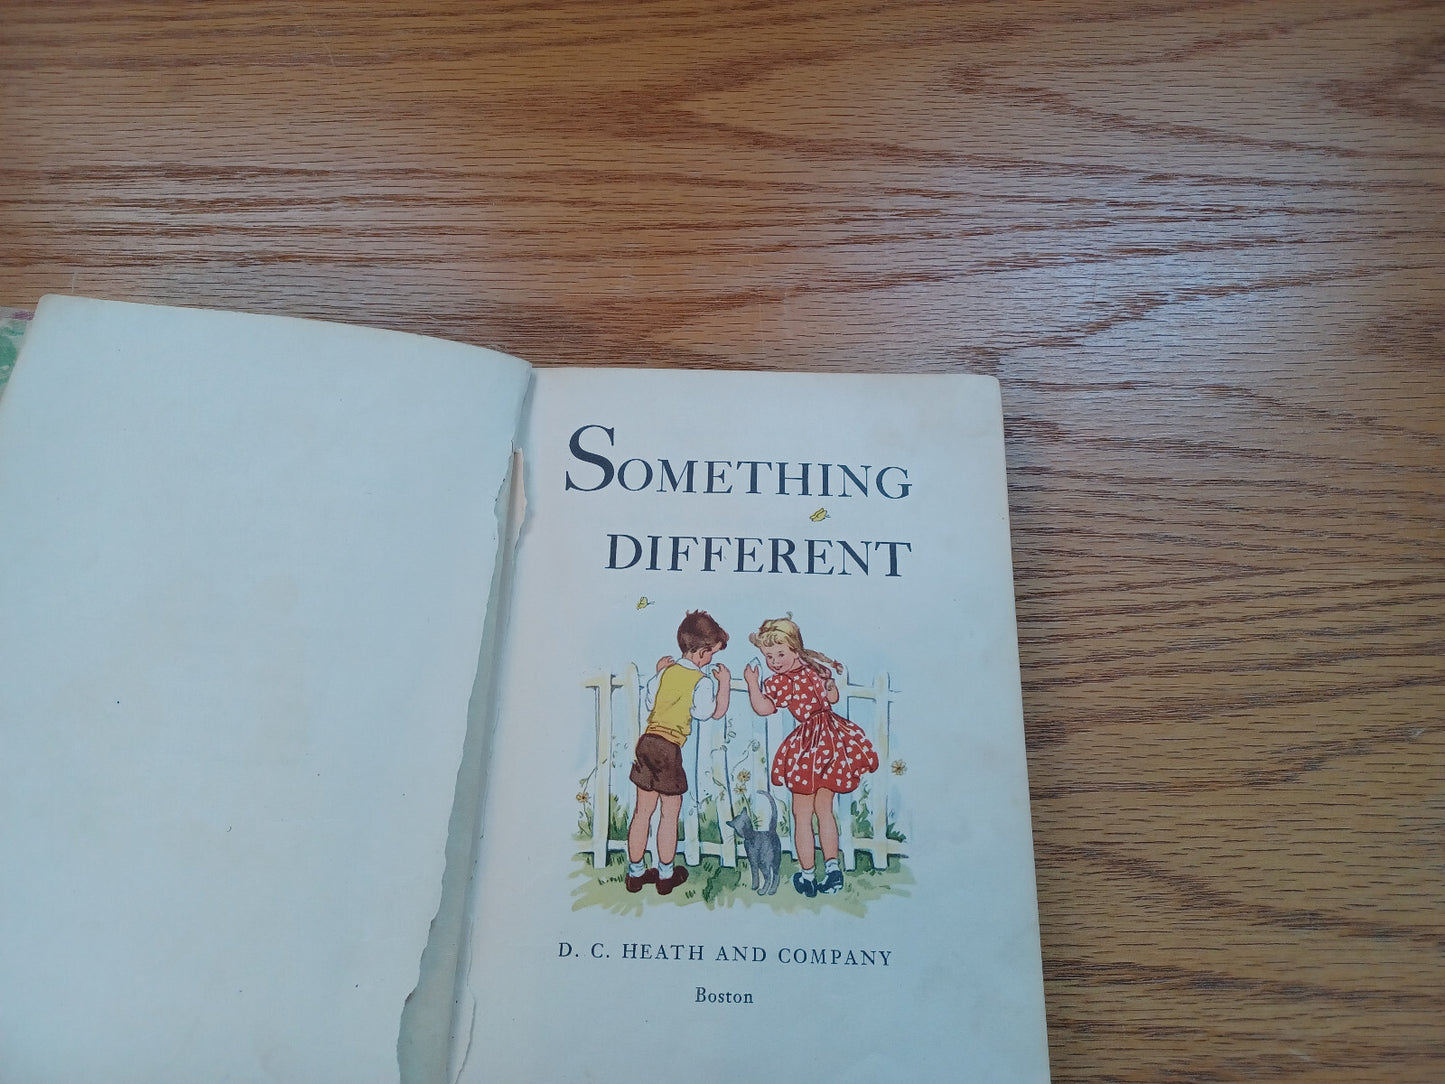 SOMETHING
DIFFERENT
D. C. HEATH AND COMPANY
Boston